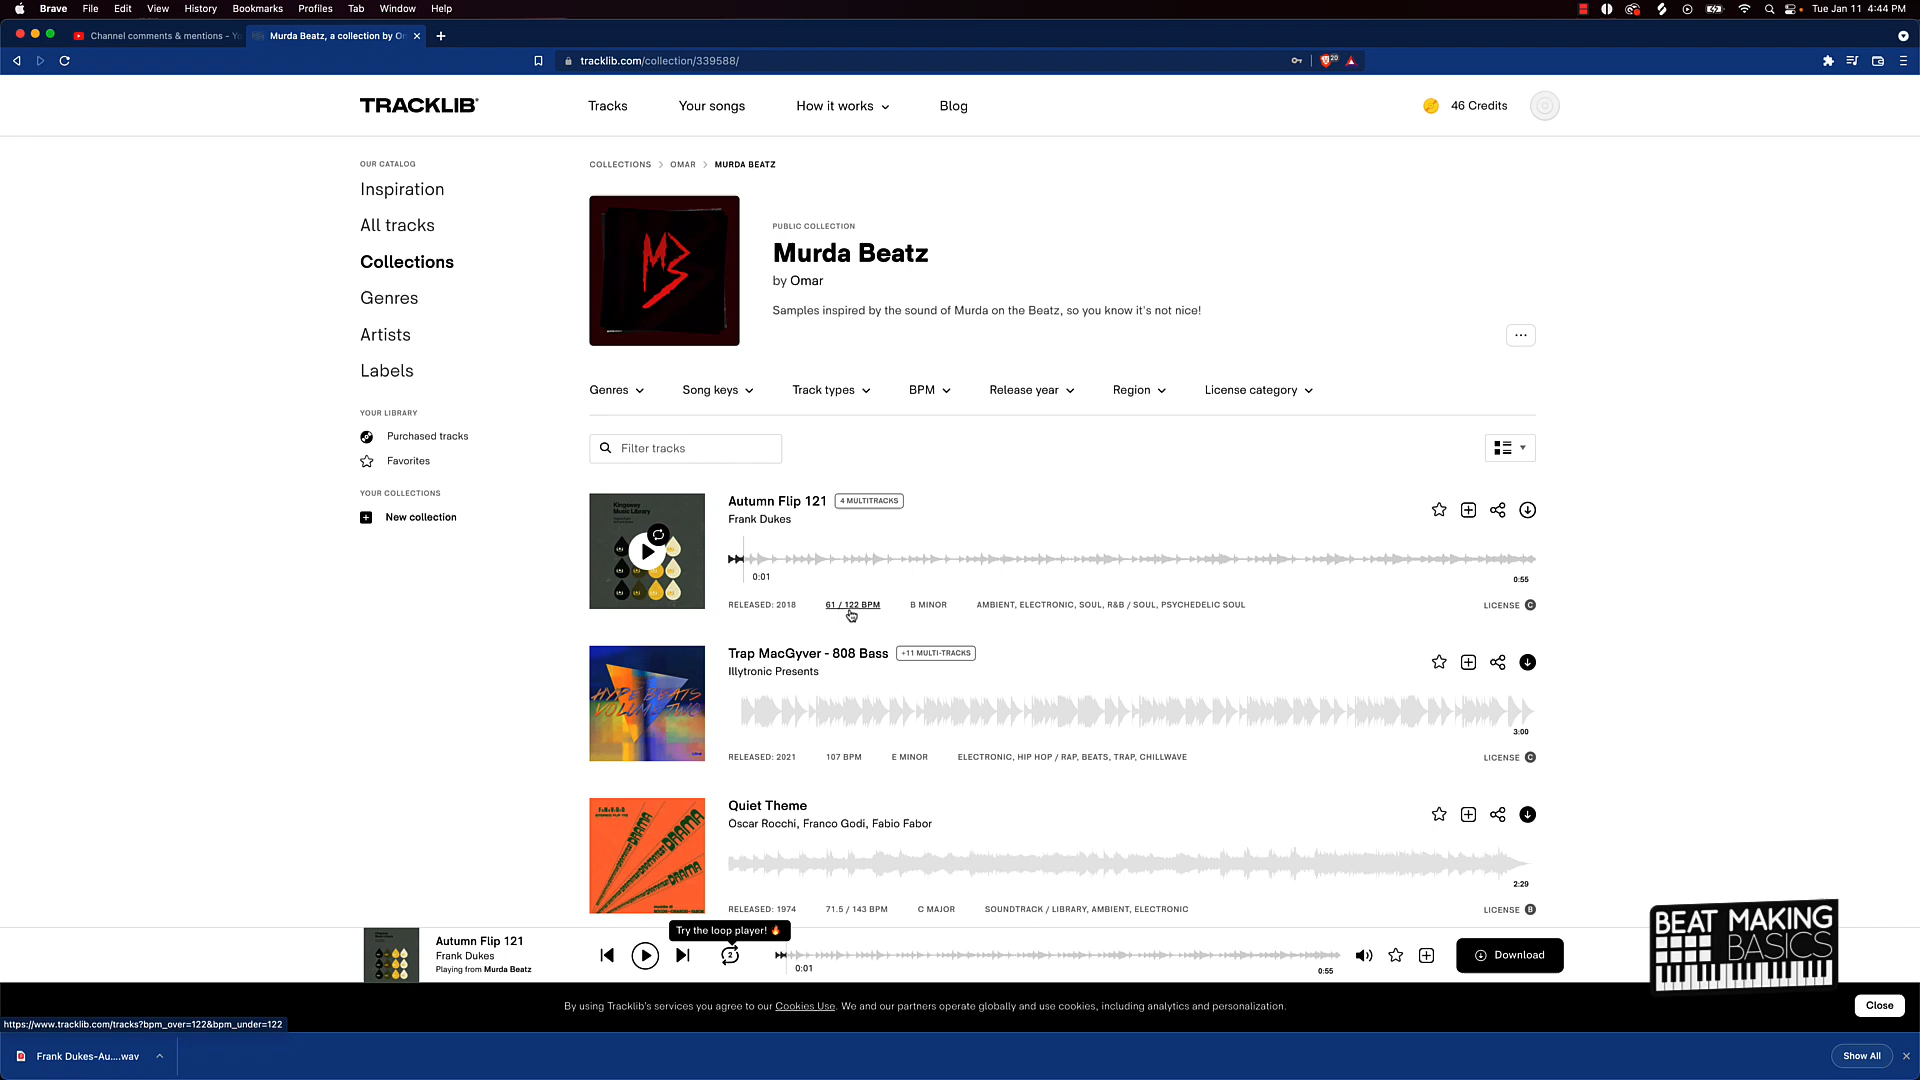 Brave File Edit View History Bookmarks Profiles Tab Window Help Tue Jan 11 4:44 PM
Channel comments & mentions - Y
Murda Beatz, a collection by O
tracklib.com/collection/339588/
20
TRACKLIB
Tracks Your songs How it works Blog
46 Credits
OUR CATALOG
Inspiration
All tracks
Collections
Genres
Artists
Labels
YOUR LIBRARY
Purchased tracks
Favorites
YOUR COLLECTIONS
New collection
COLLECTIONS > OMAR > MURDA BEATZ
PUBLIC COLLECTION
Murda Beatz
by Omar
Samples inspired by the sound of Murda on the Beatz, so you know it's not nice!
Genres Song keys Track types BPM Release year Region License category
Filter tracks
Kingsway
Music Library
Autumn Flip 121 4 MULTITRACKS
Frank Dukes
0:01
0:55
RELEASED: 2018 61 / 122 BPM B MINOR AMBIENT, ELECTRONIC, SOUL, R&B / SOUL, PSYCHEDELIC SOUL LICENSE C
HYPE BEATS
VOLUME TWO
Trap MacGyver - 808 Bass +11 MULTI-TRACKS
Illytronic Presents
3:00
RELEASED: 2021 107 BPM E MINOR ELECTRONIC, HIP HOP / RAP, BEATS, TRAP, CHILLWAVE LICENSE C
DRAMA
Quiet Theme
Oscar Rocchi, Franco Godi, Fabio Fabor
2:29
RELEASED: 1974 71.5 / 143 BPM C MAJOR SOUNDTRACK / LIBRARY, AMBIENT, ELECTRONIC LICENSE B
Try the loop player! 🔥
Autumn Flip 121
Frank Dukes
Playing from Murda Beatz
2
0:01
0:55
Download
BEAT MAKING
BASICS
By using Tracklib's services you agree to our Cookies Use. We and our partners operate globally and use cookies, including analytics and personalization.
Close
https://www.tracklib.com/tracks?bpm_over=122&bpm_under=122
Frank Dukes-Au....wav
Show All